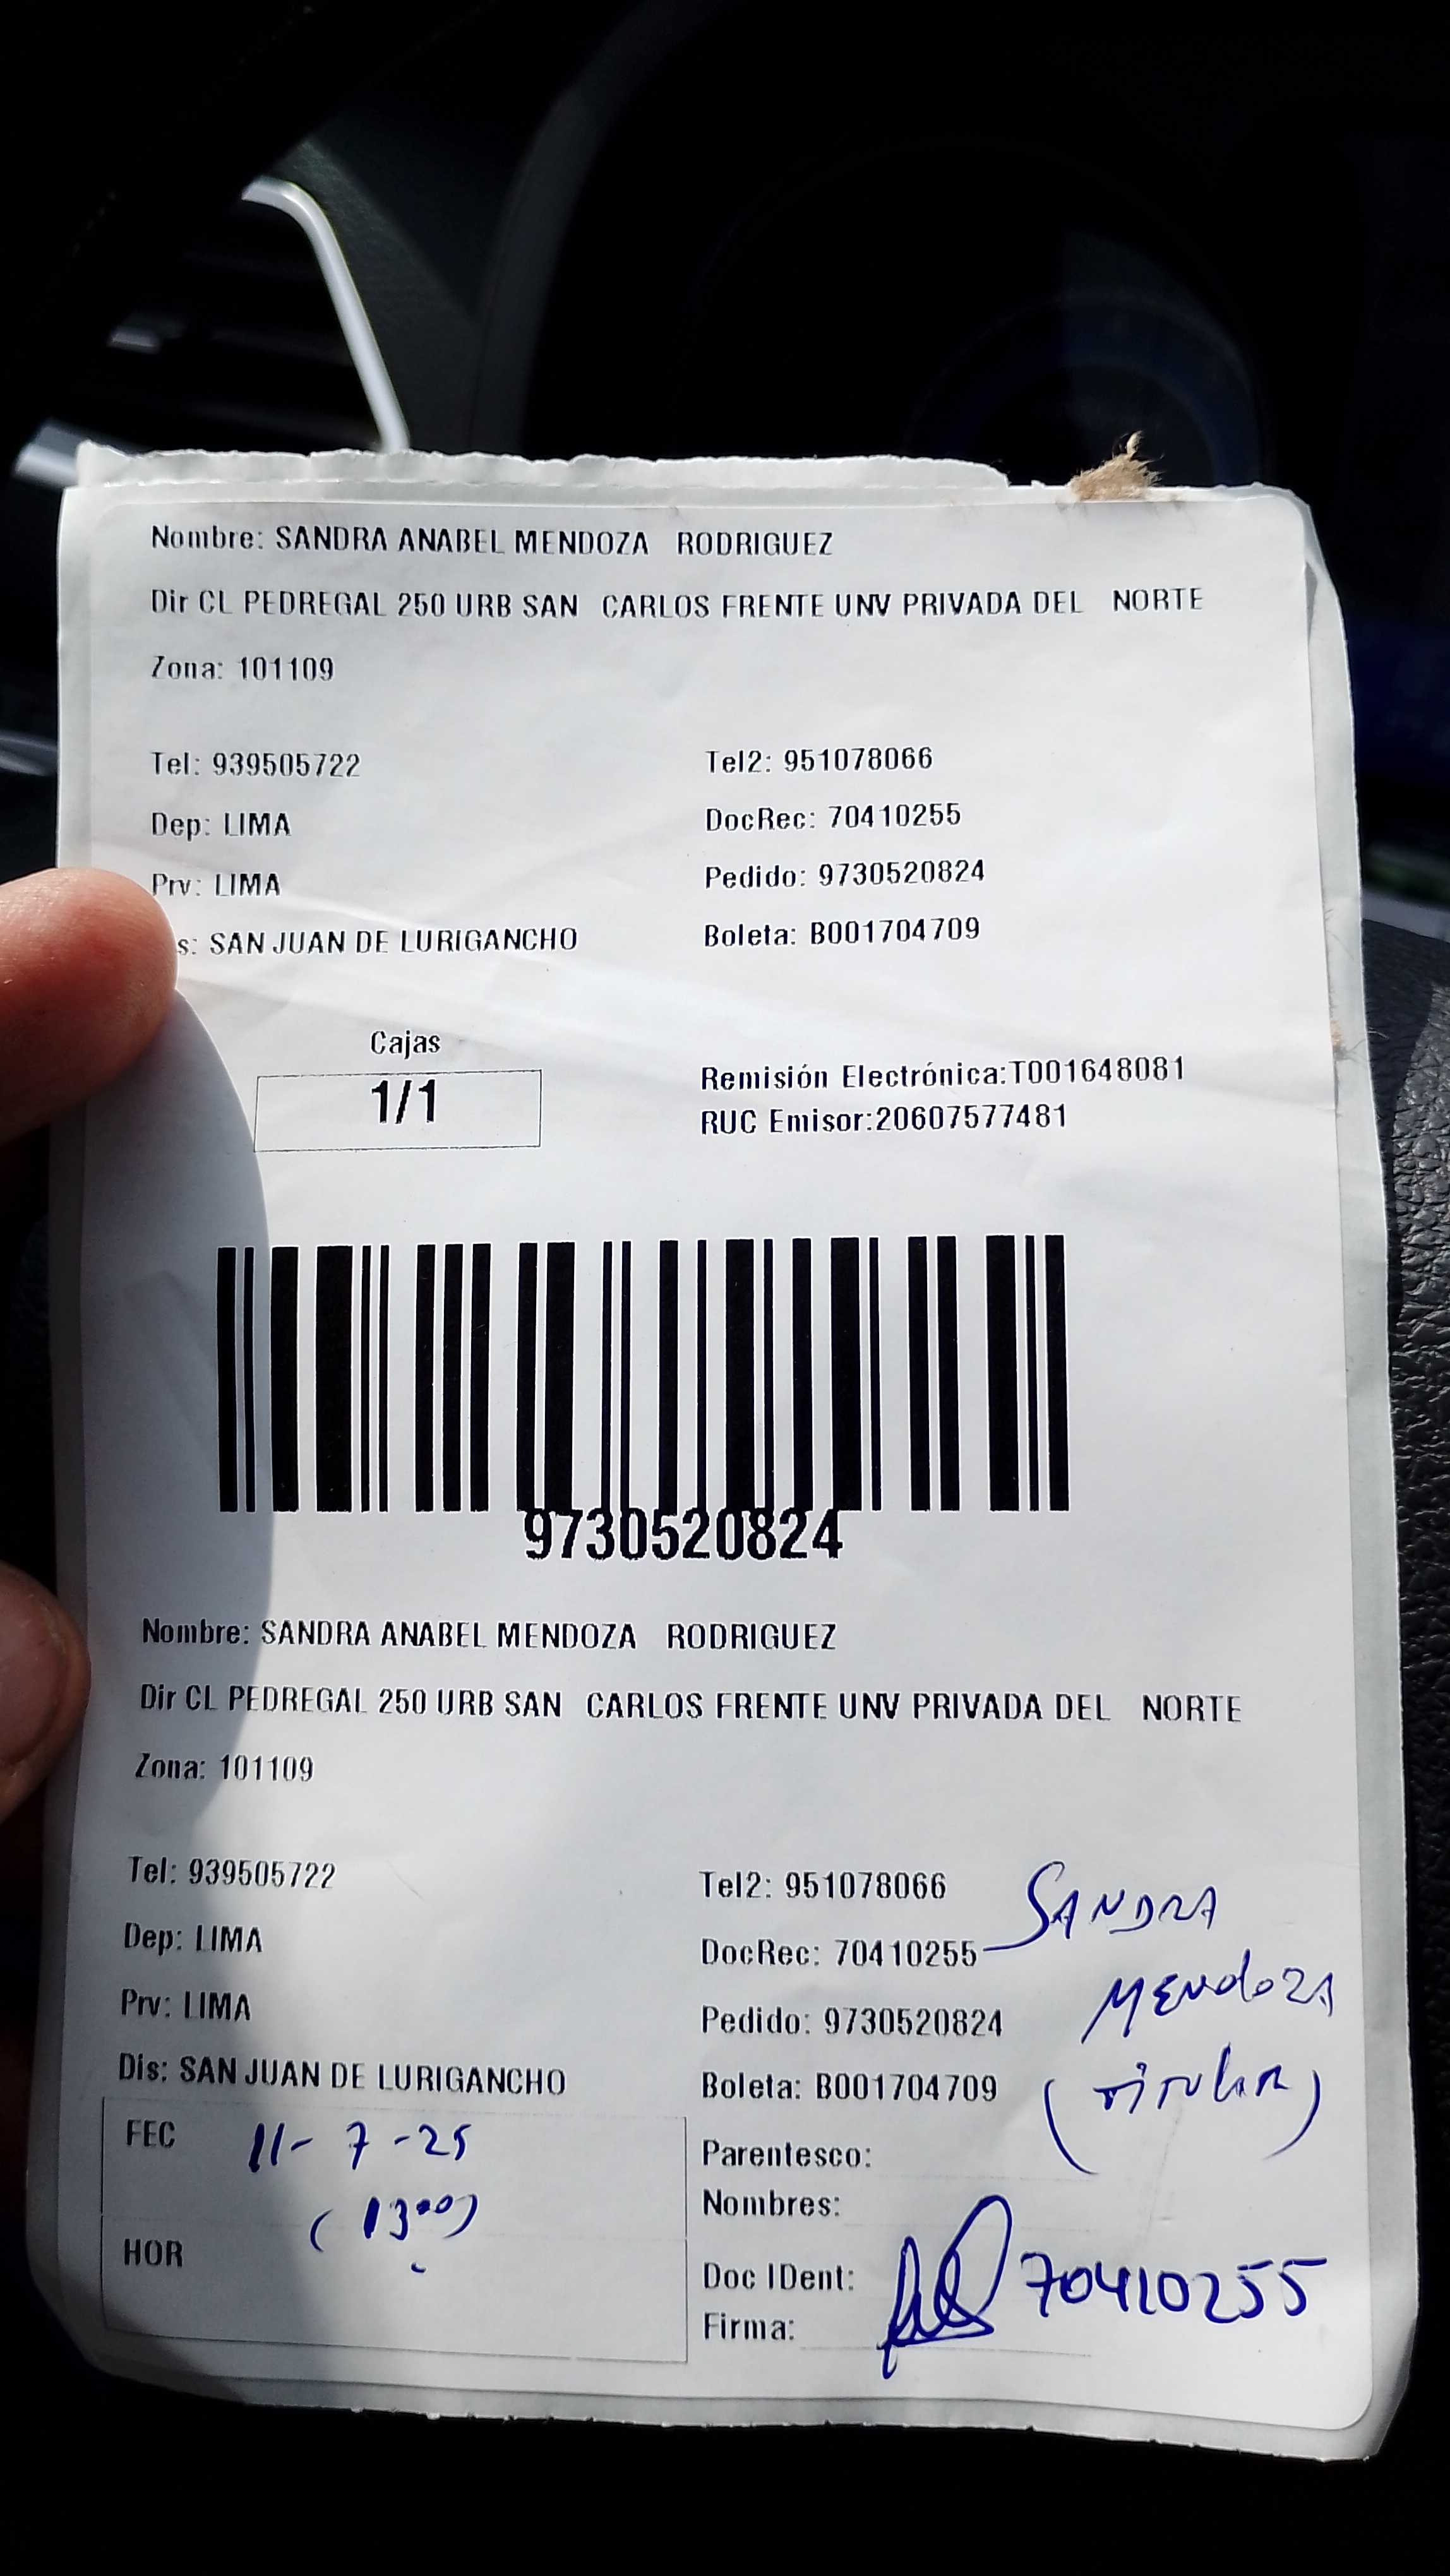 Nombre: SANDRA ANABEL MENDOZA RODRIGUEZ
Dir CL PEDREGAL 250 URB SAN CARLOS FRENTE UNV PRIVADA DEL NORTE
Zona: 101109
Tel: 939505722 Tel2: 951078066
Dep: LIMA DocRec: 70410255
Prv: LIMA Pedido: 9730520824
s: SAN JUAN DE LURIGANCHO Boleta: B001704709
Cajas
1/1
Remisión Electrónica:T001648081
RUC Emisor:20607577481
9730520824
Nombre: SANDRA ANABEL MENDOZA RODRIGUEZ
Dir CL PEDREGAL 250 URB SAN CARLOS FRENTE UNV PRIVADA DEL NORTE
Zona: 101109
Tel: 939505722 Tel2: 951078066
Dep: LIMA DocRec: 70410255 SANDRA
Prv: LIMA Pedido: 9730520824 MENdoZA
Dis: SAN JUAN DE LURIGANCHO Boleta: B001704709 (TiTulAR)
FEC 11-7-25 Parentesco:
(13⁰⁰) Nombres:
HOR Doc IDent: 70410255
Firma: